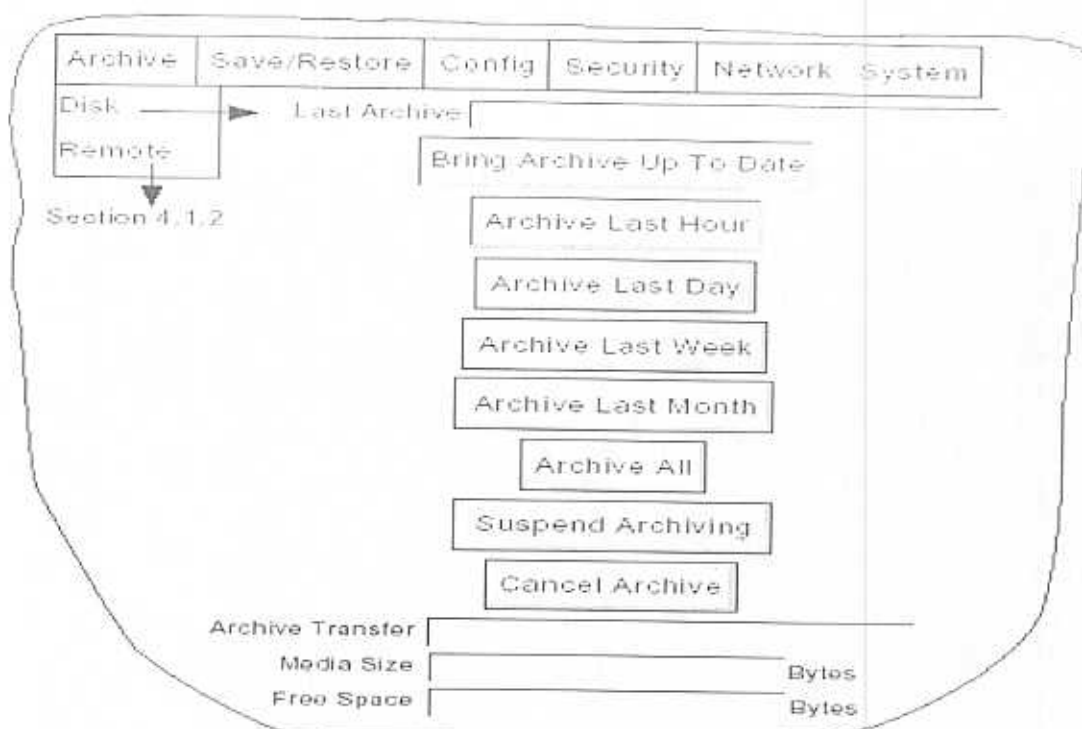 Archive Save/Restore Config Security Network System
Disk Last Archive
Remote
Bring Archive Up To Date
Section 4.1.2
Archive Last Hour
Archive Last Day
Archive Last Week
Archive Last Month
Archive All
Suspend Archiving
Cancel Archive
Archive Transfer
Media Size Bytes
Free Space Bytes